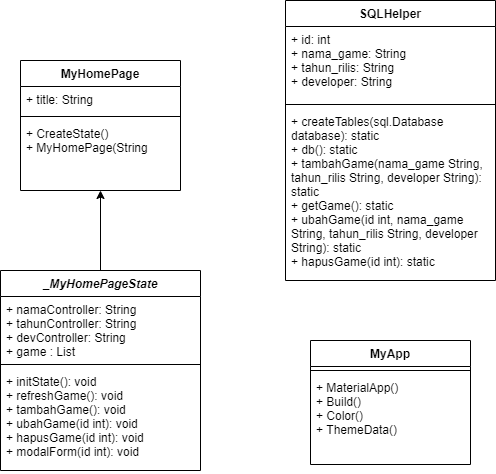 MyHomePage
+ title: String
+ CreateState()
+ MyHomePage(String
SQLHelper
+ id: int
+ nama_game: String
+ tahun_rilis: String
+ developer: String
+ createTables(sql.Database
database): static
+ db(): static
+ tambahGame(nama_game String,
tahun_rilis String, developer String):
static
+ getGame(): static
+ ubahGame(id int, nama_game
String, tahun_rilis String, developer
String): static
+ hapusGame(id int): static
_MyHomePageState
+ namaController: String
+ tahunController: String
+ devController: String
+ game : List
+ initState(): void
+ refreshGame(): void
+ tambahGame(): void
+ ubahGame(id int): void
+ hapusGame(id int): void
+ modalForm(id int): void
MyApp
+ MaterialApp()
+ Build()
+ Color()
+ ThemeData()